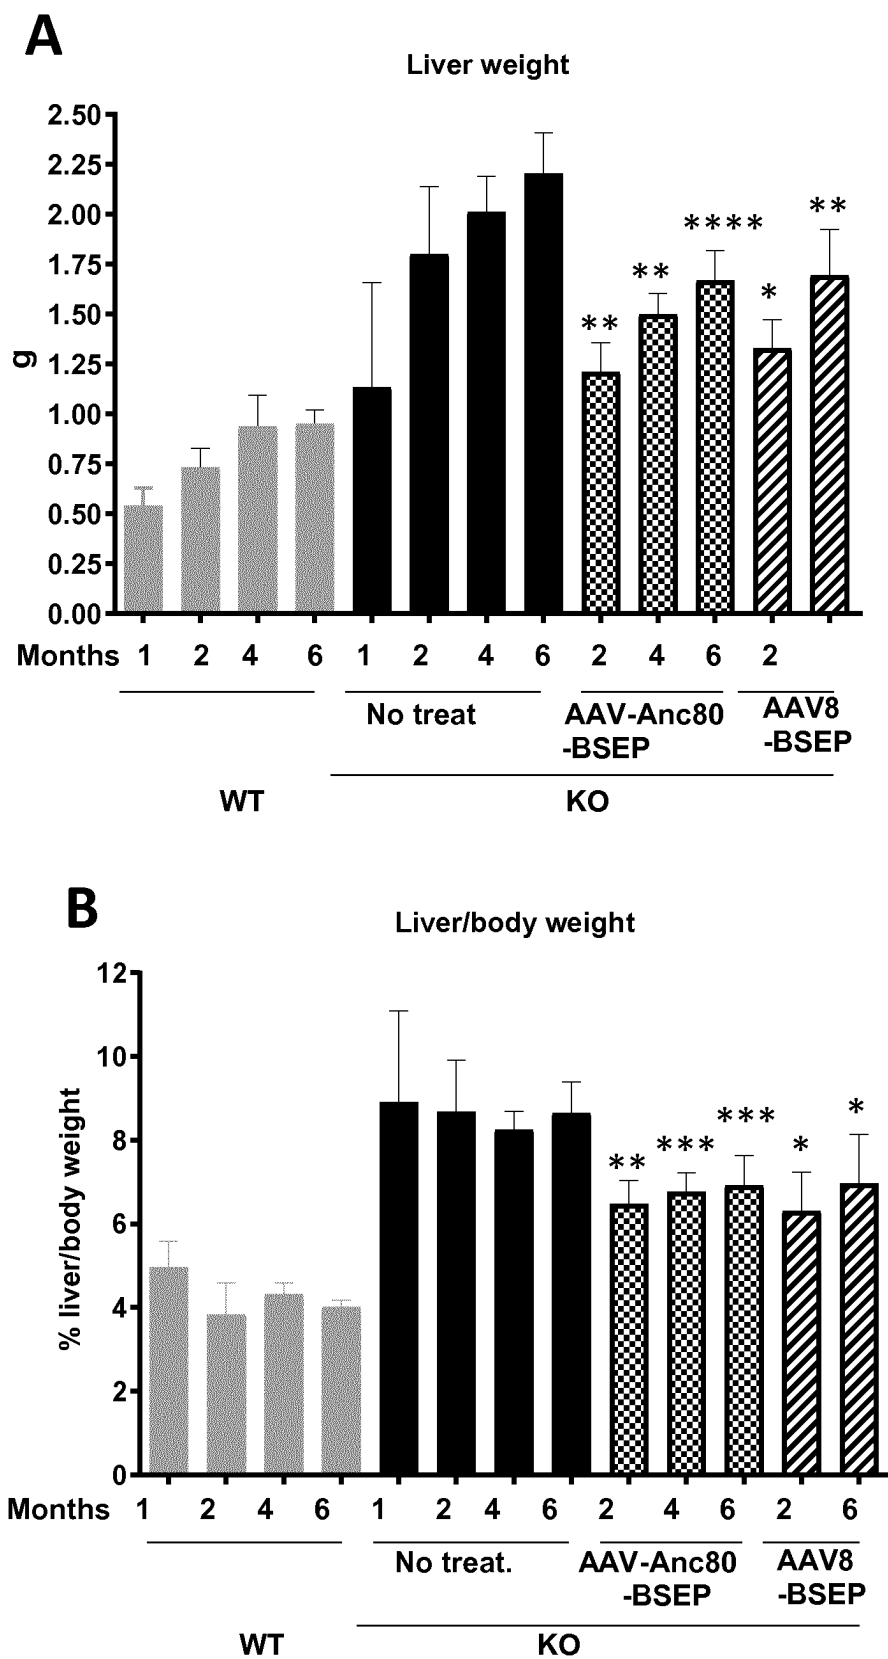 A
Liver weight
2.50
2.25
2.00
1.75
1.50
1.25
1.00
0.75
0.50
0.25
0.00
g
** ** **** * **
Months 1 2 4 6 1 2 4 6 2 4 6 2
No treat AAV-Anc80 AAV8
-BSEP -BSEP
WT KO
B
Liver/body weight
12
10
8
6
4
2
0
% liver/body weight
** *** *** * *
Months 1 2 4 6 1 2 4 6 2 4 6 2 6
No treat. AAV-Anc80 AAV8
-BSEP -BSEP
WT KO